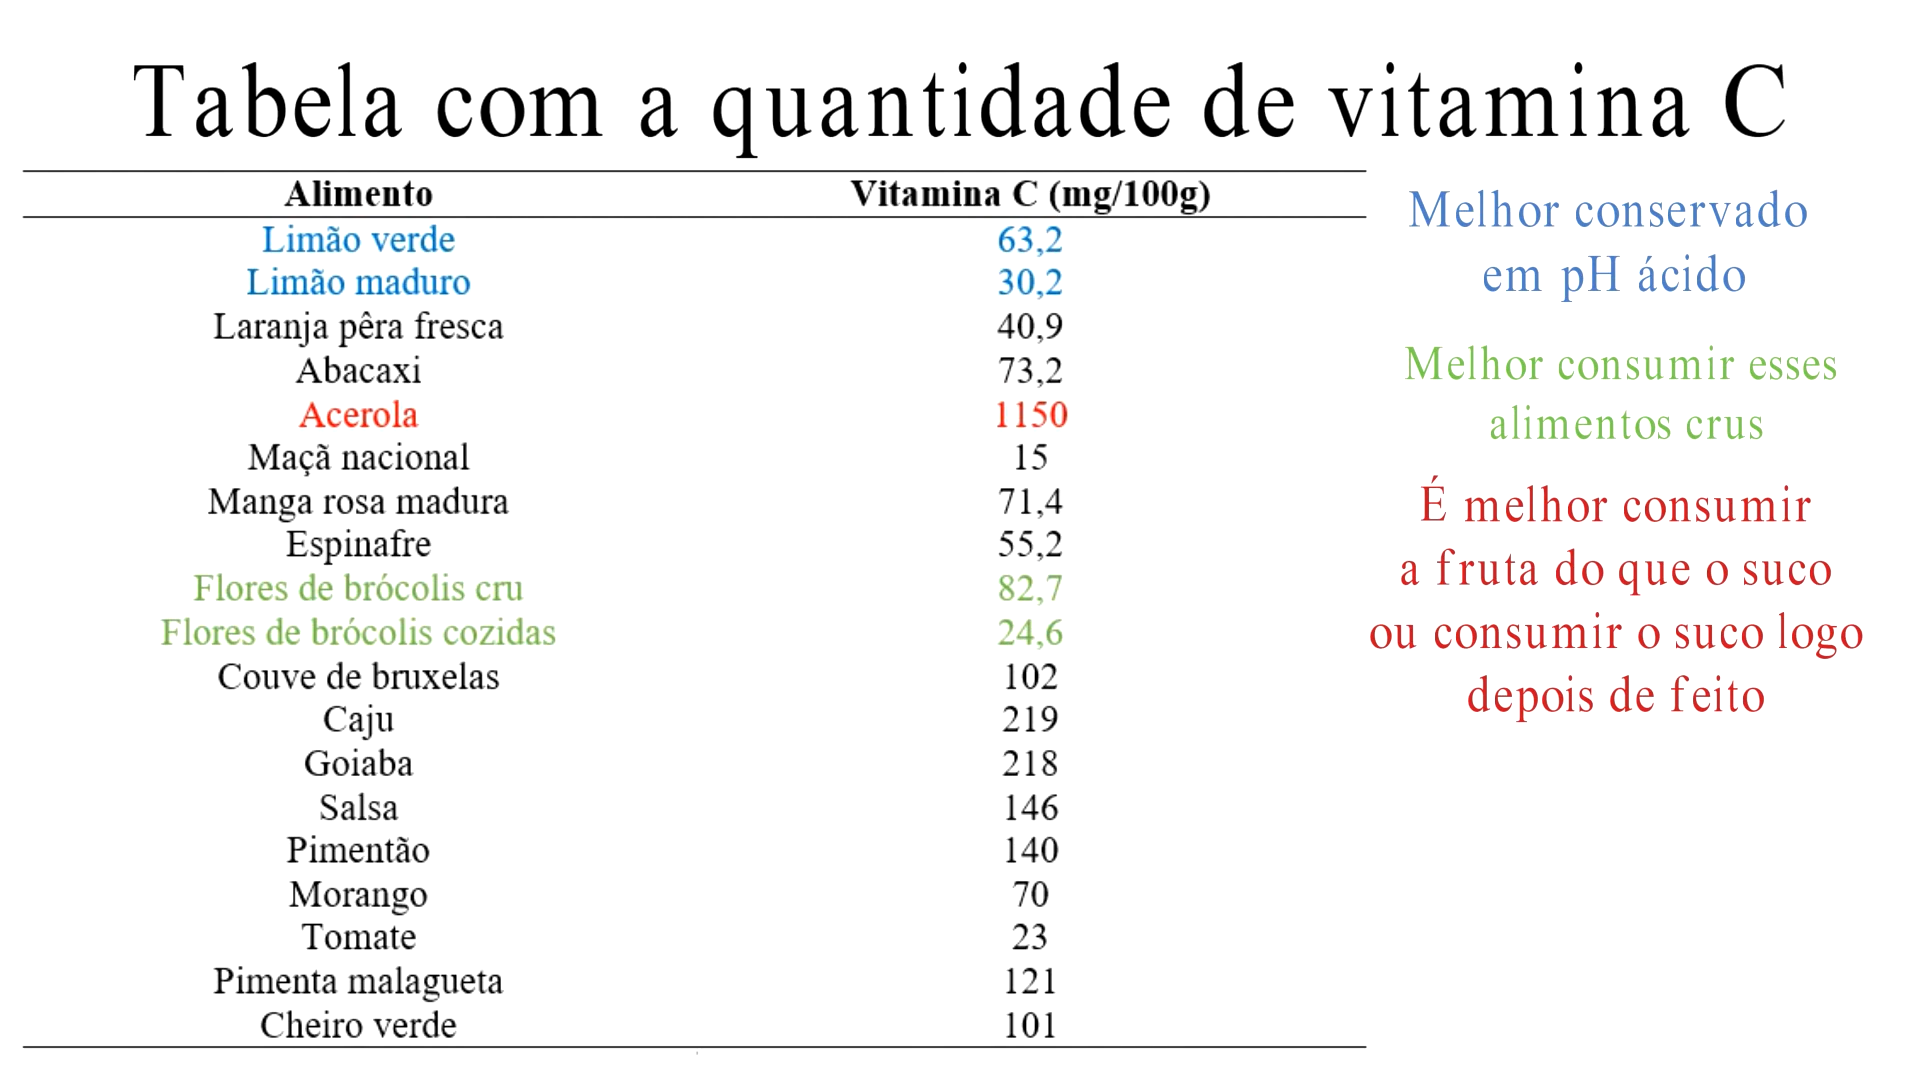 Tabela com a quantidade de vitamina C
Alimento Vitamina C (mg/100g)
Limão verde 63,2
Limão maduro 30,2
Laranja pêra fresca 40,9
Abacaxi 73,2
Acerola 1150
Maçã nacional 15
Manga rosa madura 71,4
Espinafre 55,2
Flores de brócolis cru 82,7
Flores de brócolis cozidas 24,6
Couve de bruxelas 102
Caju 219
Goiaba 218
Salsa 146
Pimentão 140
Morango 70
Tomate 23
Pimenta malagueta 121
Cheiro verde 101
Melhor conservado
em pH ácido
Melhor consumir esses
alimentos crus
É melhor consumir
a fruta do que o suco
ou consumir o suco logo
depois de feito